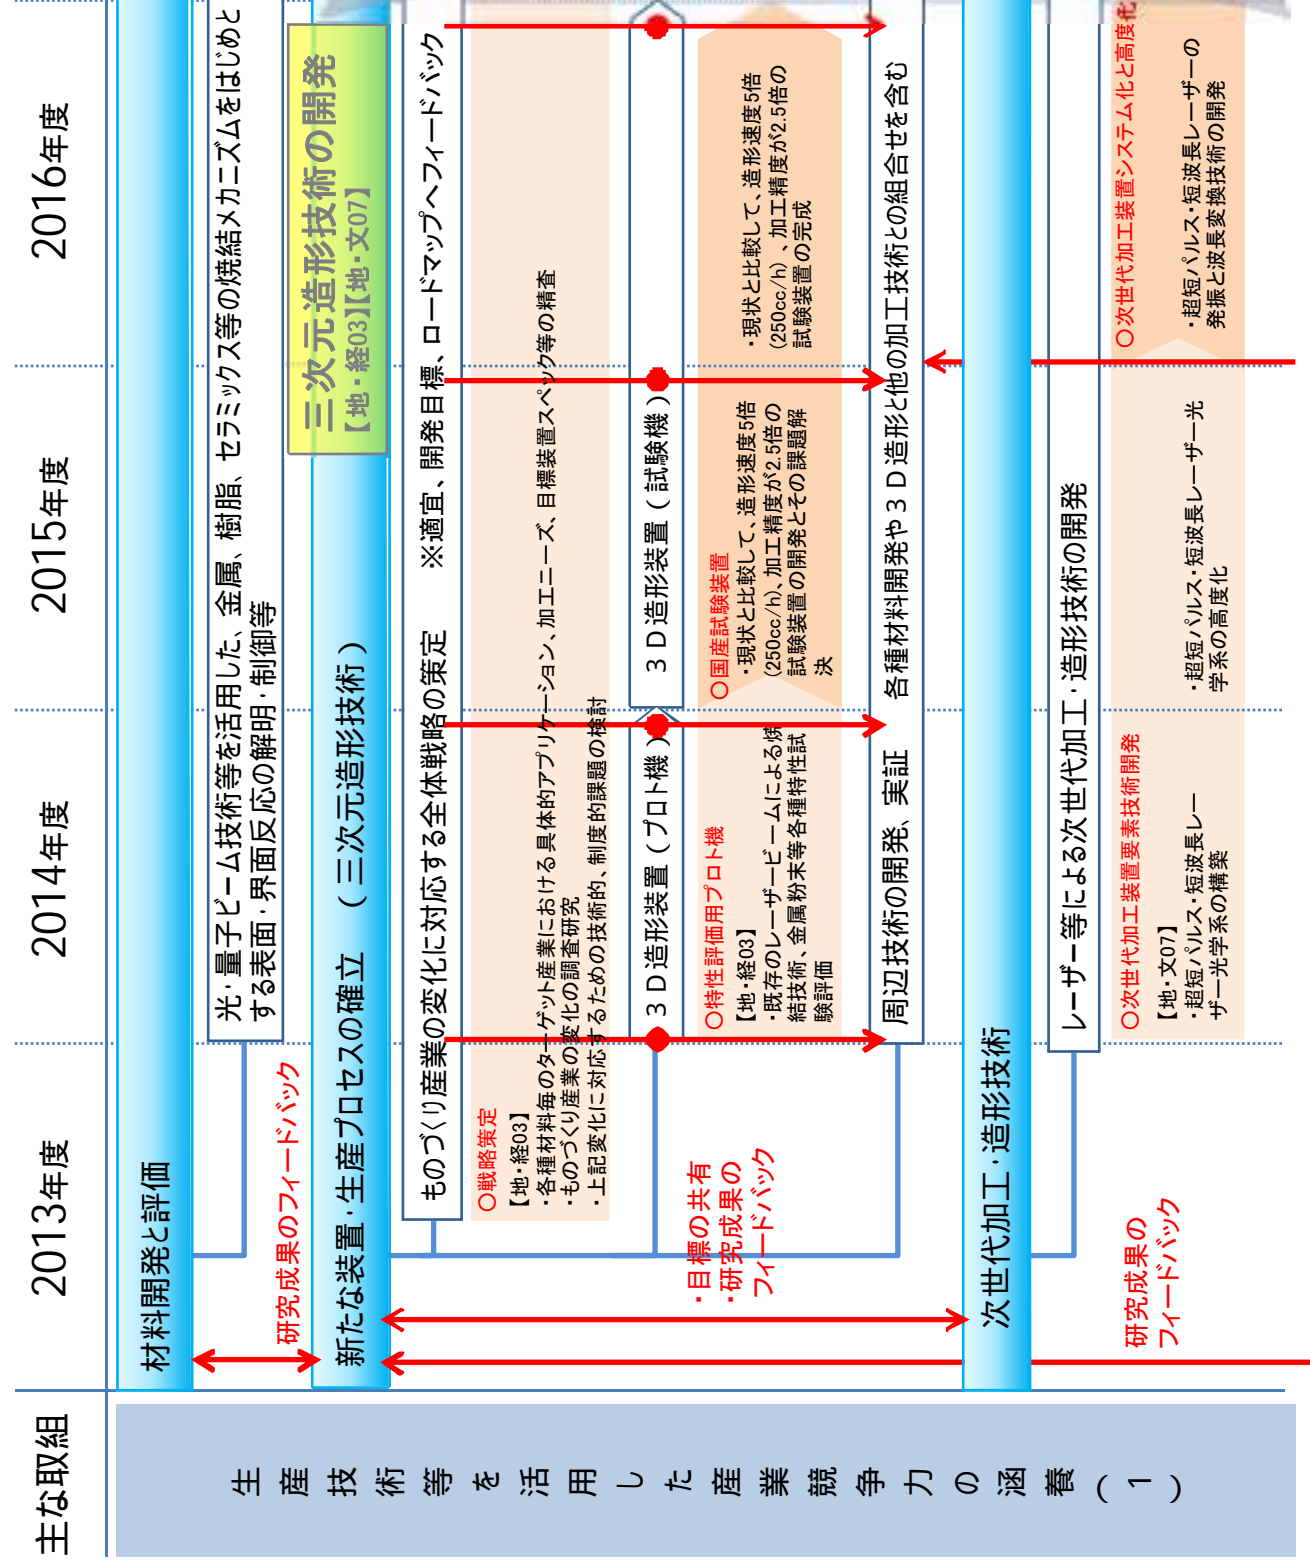 主な取組
2013年度
2014年度
2015年度
2016年度
生産技術等を活用した産業競争力の涵養(1)
材料開発と評価
光・量子ビーム技術等を活用した、金属、樹脂、セラミックス等の焼結メカニズムをはじめと
する表面・界面反応の解明・制御等
研究成果のフィードバック
新たな装置・生産プロセスの確立 (三次元造形技術)
三次元造形技術の開発
【地・経03】【地・文07】
ものづくり産業の変化に対応する全体戦略の策定 ※適宜、開発目標、ロードマップへフィードバック
○戦略策定
【地・経03】
・各種材料毎のターゲット産業における具体的アプリケーション、加工ニーズ、目標装置スペック等の精査
・ものづくり産業の変化の調査研究
・上記変化に対応するための技術的、制度的課題の検討
3D造形装置(プロト機)
3D造形装置(試験機)
○特性評価用プロト機
【地・経03】
・既存のレーザービームによる焼
結技術、金属粉末等各種特性試
験評価
○国産試験装置
・現状と比較して、造形速度5倍
(250cc/h)、加工精度が2.5倍の
試験装置の開発とその課題解
決
・現状と比較して、造形速度5倍
(250cc/h)、加工精度が2.5倍の
試験装置の完成
・目標の共有
・研究成果の
フィードバック
周辺技術の開発、実証
各種材料開発や3D造形と他の加工技術との組合せを含む
次世代加工・造形技術
レーザー等による次世代加工・造形技術の開発
○次世代加工装置要素技術開発
【地・文07】
・超短パルス・短波長レー
ザー光学系の構築
・超短パルス・短波長レーザー光
学系の高度化
○次世代加工装置システム化と高度化
・超短パルス・短波長レーザーの
発振と波長変換技術の開発
研究成果の
フィードバック